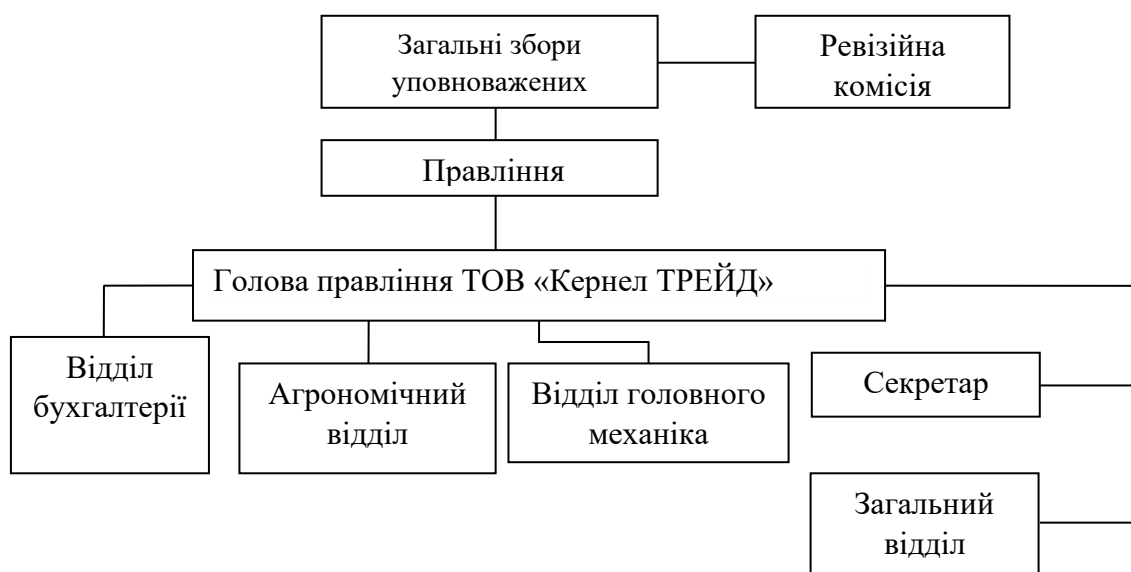 Загальні збори
уповноважених
Ревізійна
комісія
Правління
Голова правління ТОВ «Кернел ТРЕЙД»
Відділ
бухгалтерії
Агрономічний
відділ
Відділ головного
механіка
Секретар
Загальний
відділ